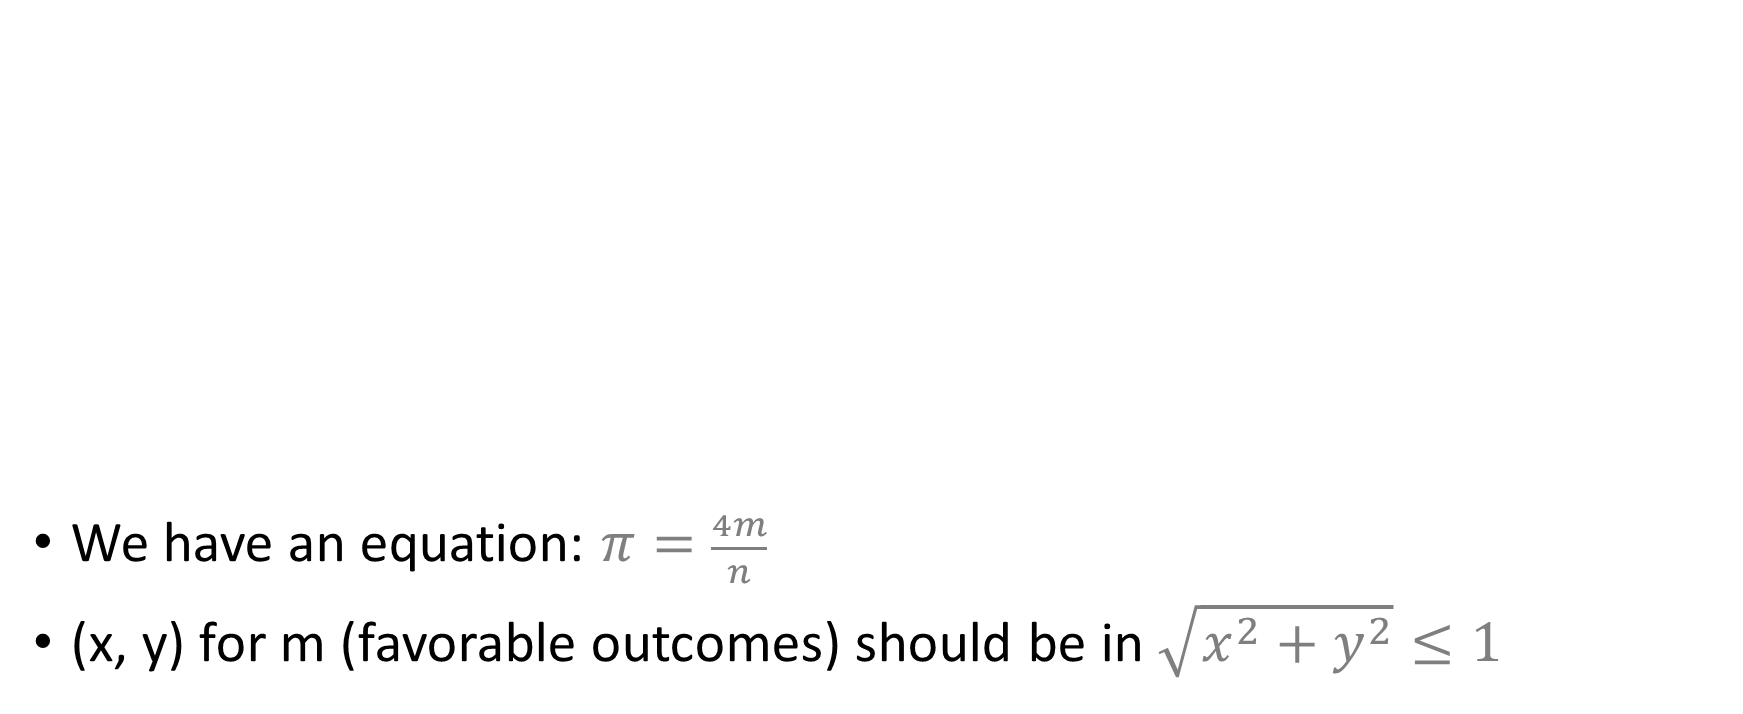 • We have an equation: π = 4m/n
• (x, y) for m (favorable outcomes) should be in √(x² + y²) ≤ 1